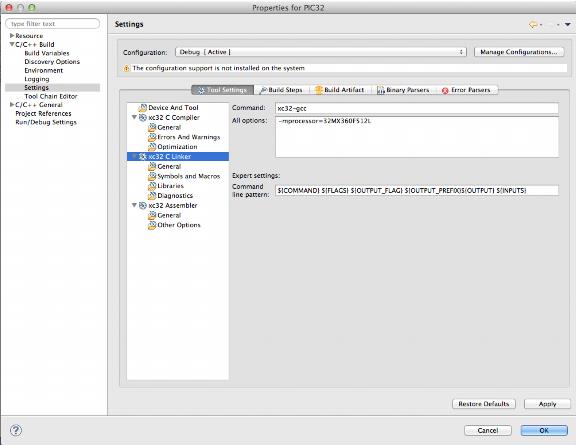 Properties for PIC32
type filter text
Settings
Resource
C/C++ Build
Build Variables
Discovery Options
Environment
Logging
Settings
Tool Chain Editor
C/C++ General
Project References
Run/Debug Settings
Configuration:
Debug [ Active ]
Manage Configurations...
The configuration support is not installed on the system
Tool Settings
Build Steps
Build Artifact
Binary Parsers
Error Parsers
Device And Tool
xc32 C Compiler
General
Errors And Warnings
Optimization
xc32 C Linker
General
Symbols and Macros
Libraries
Diagnostics
xc32 Assembler
General
Other Options
Command: xc32-gcc
All options: -mprocessor=32MX360F512L
Expert settings:
Command
line pattern: ${COMMAND} ${FLAGS} ${OUTPUT_FLAG} ${OUTPUT_PREFIX}${OUTPUT} ${INPUTS}
Restore Defaults
Apply
?
Cancel
OK